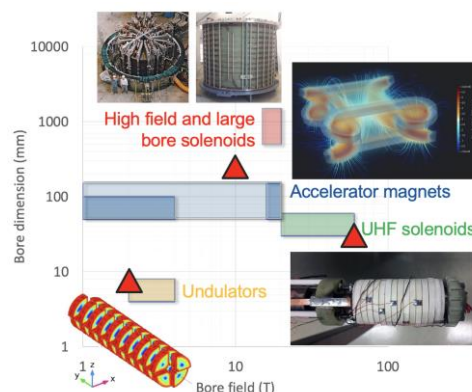 10000
1000
100
10
1
Bore dimension (mm)
High field and large
bore solenoids
Accelerator magnets
UHF solenoids
Undulators
1
10
100
Bore field (T)
z
y
x